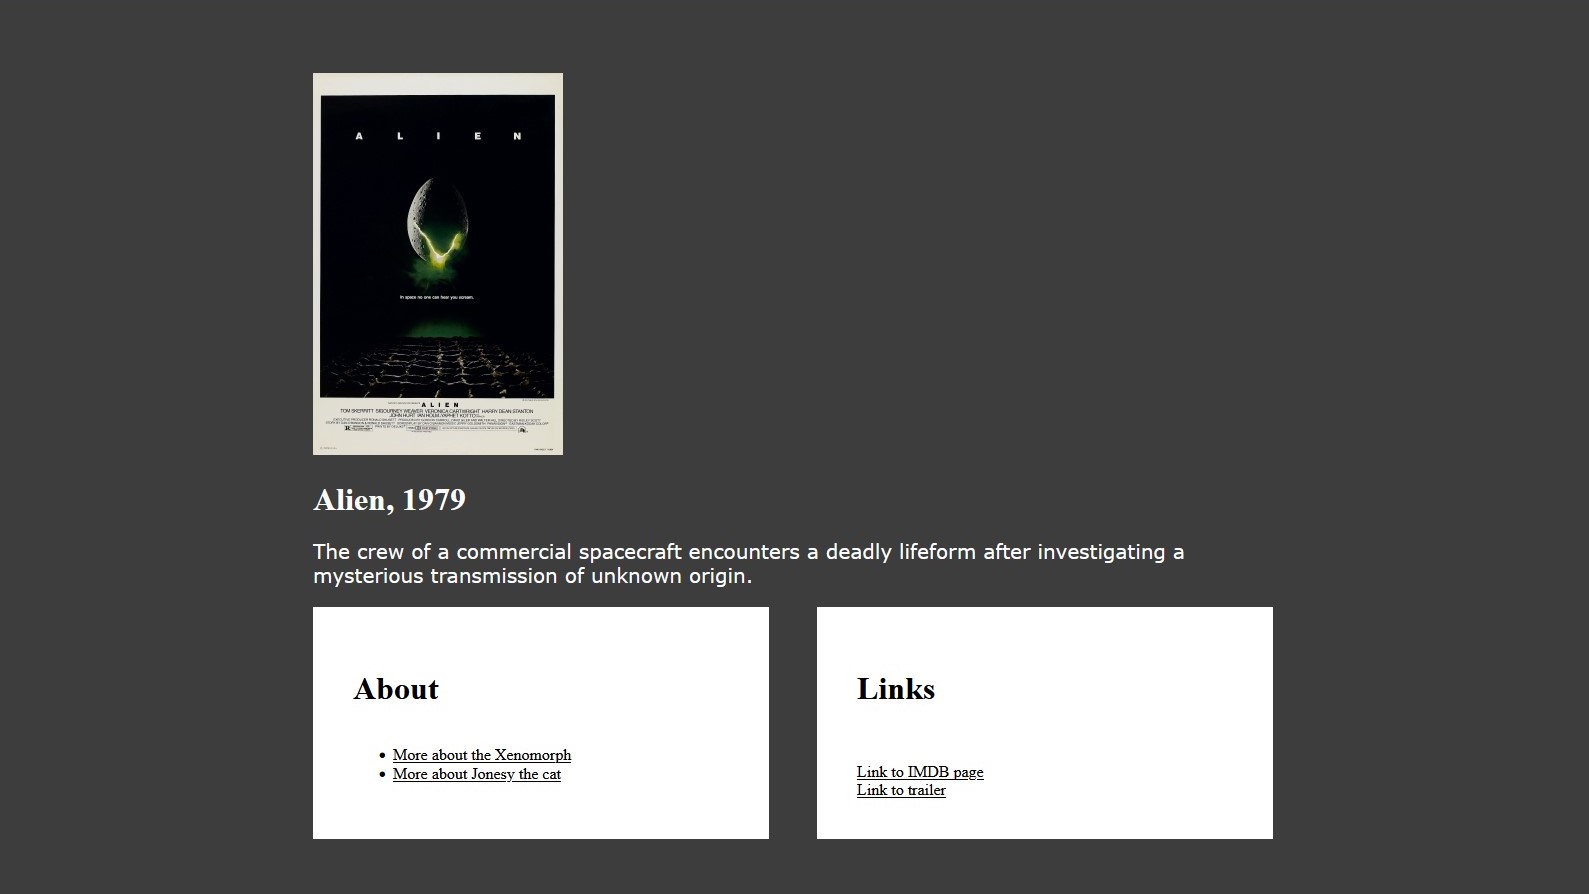 A L I E N
In space no one can hear you scream.
A L I E N
TOM SKERRITT SIGOURNEY WEAVER VERONICA CARTWRIGHT HARRY DEAN STANTON
JOHN HURT IAN HOLM YAPHET KOTTO
Alien, 1979
The crew of a commercial spacecraft encounters a deadly lifeform after investigating a
mysterious transmission of unknown origin.
About
More about the Xenomorph
More about Jonesy the cat
Links
Link to IMDB page
Link to trailer